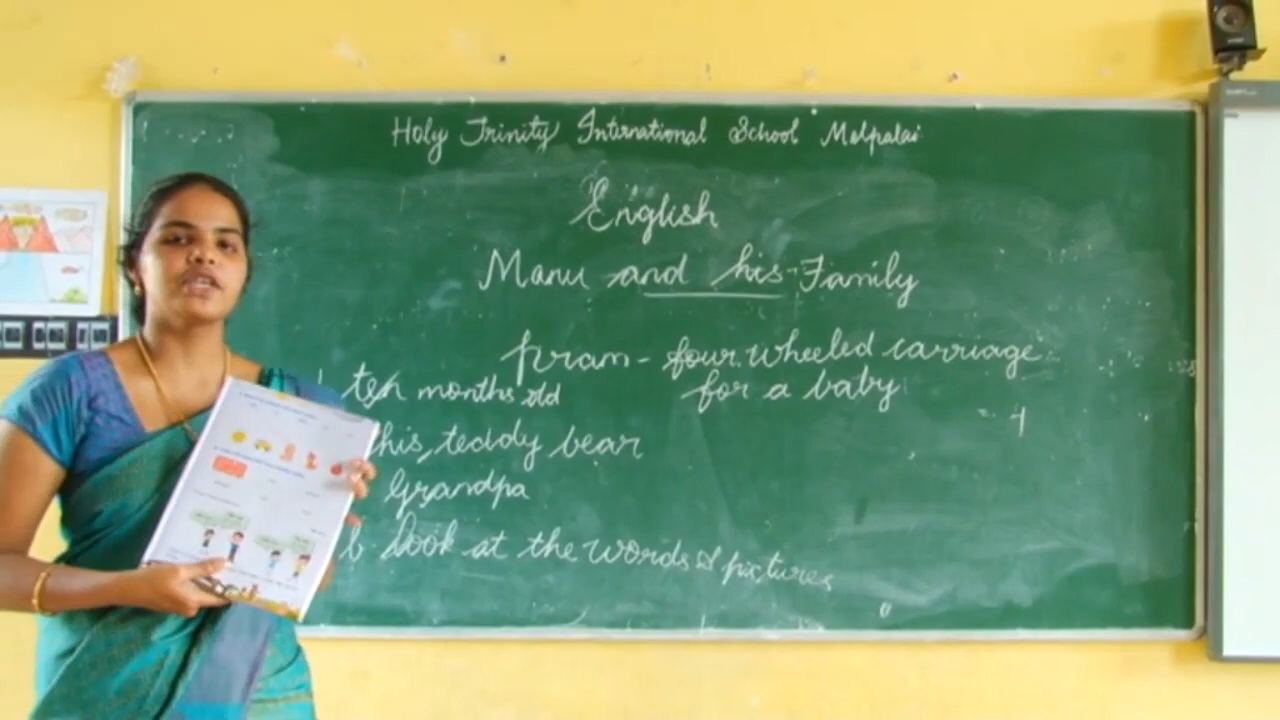 Holy Trinity International School Melpalai
English
Manu and his Family
pram - four wheeled carriage
for a baby
ten months old
his, teddy bear
Grandpa
b. Look at the words & pictures